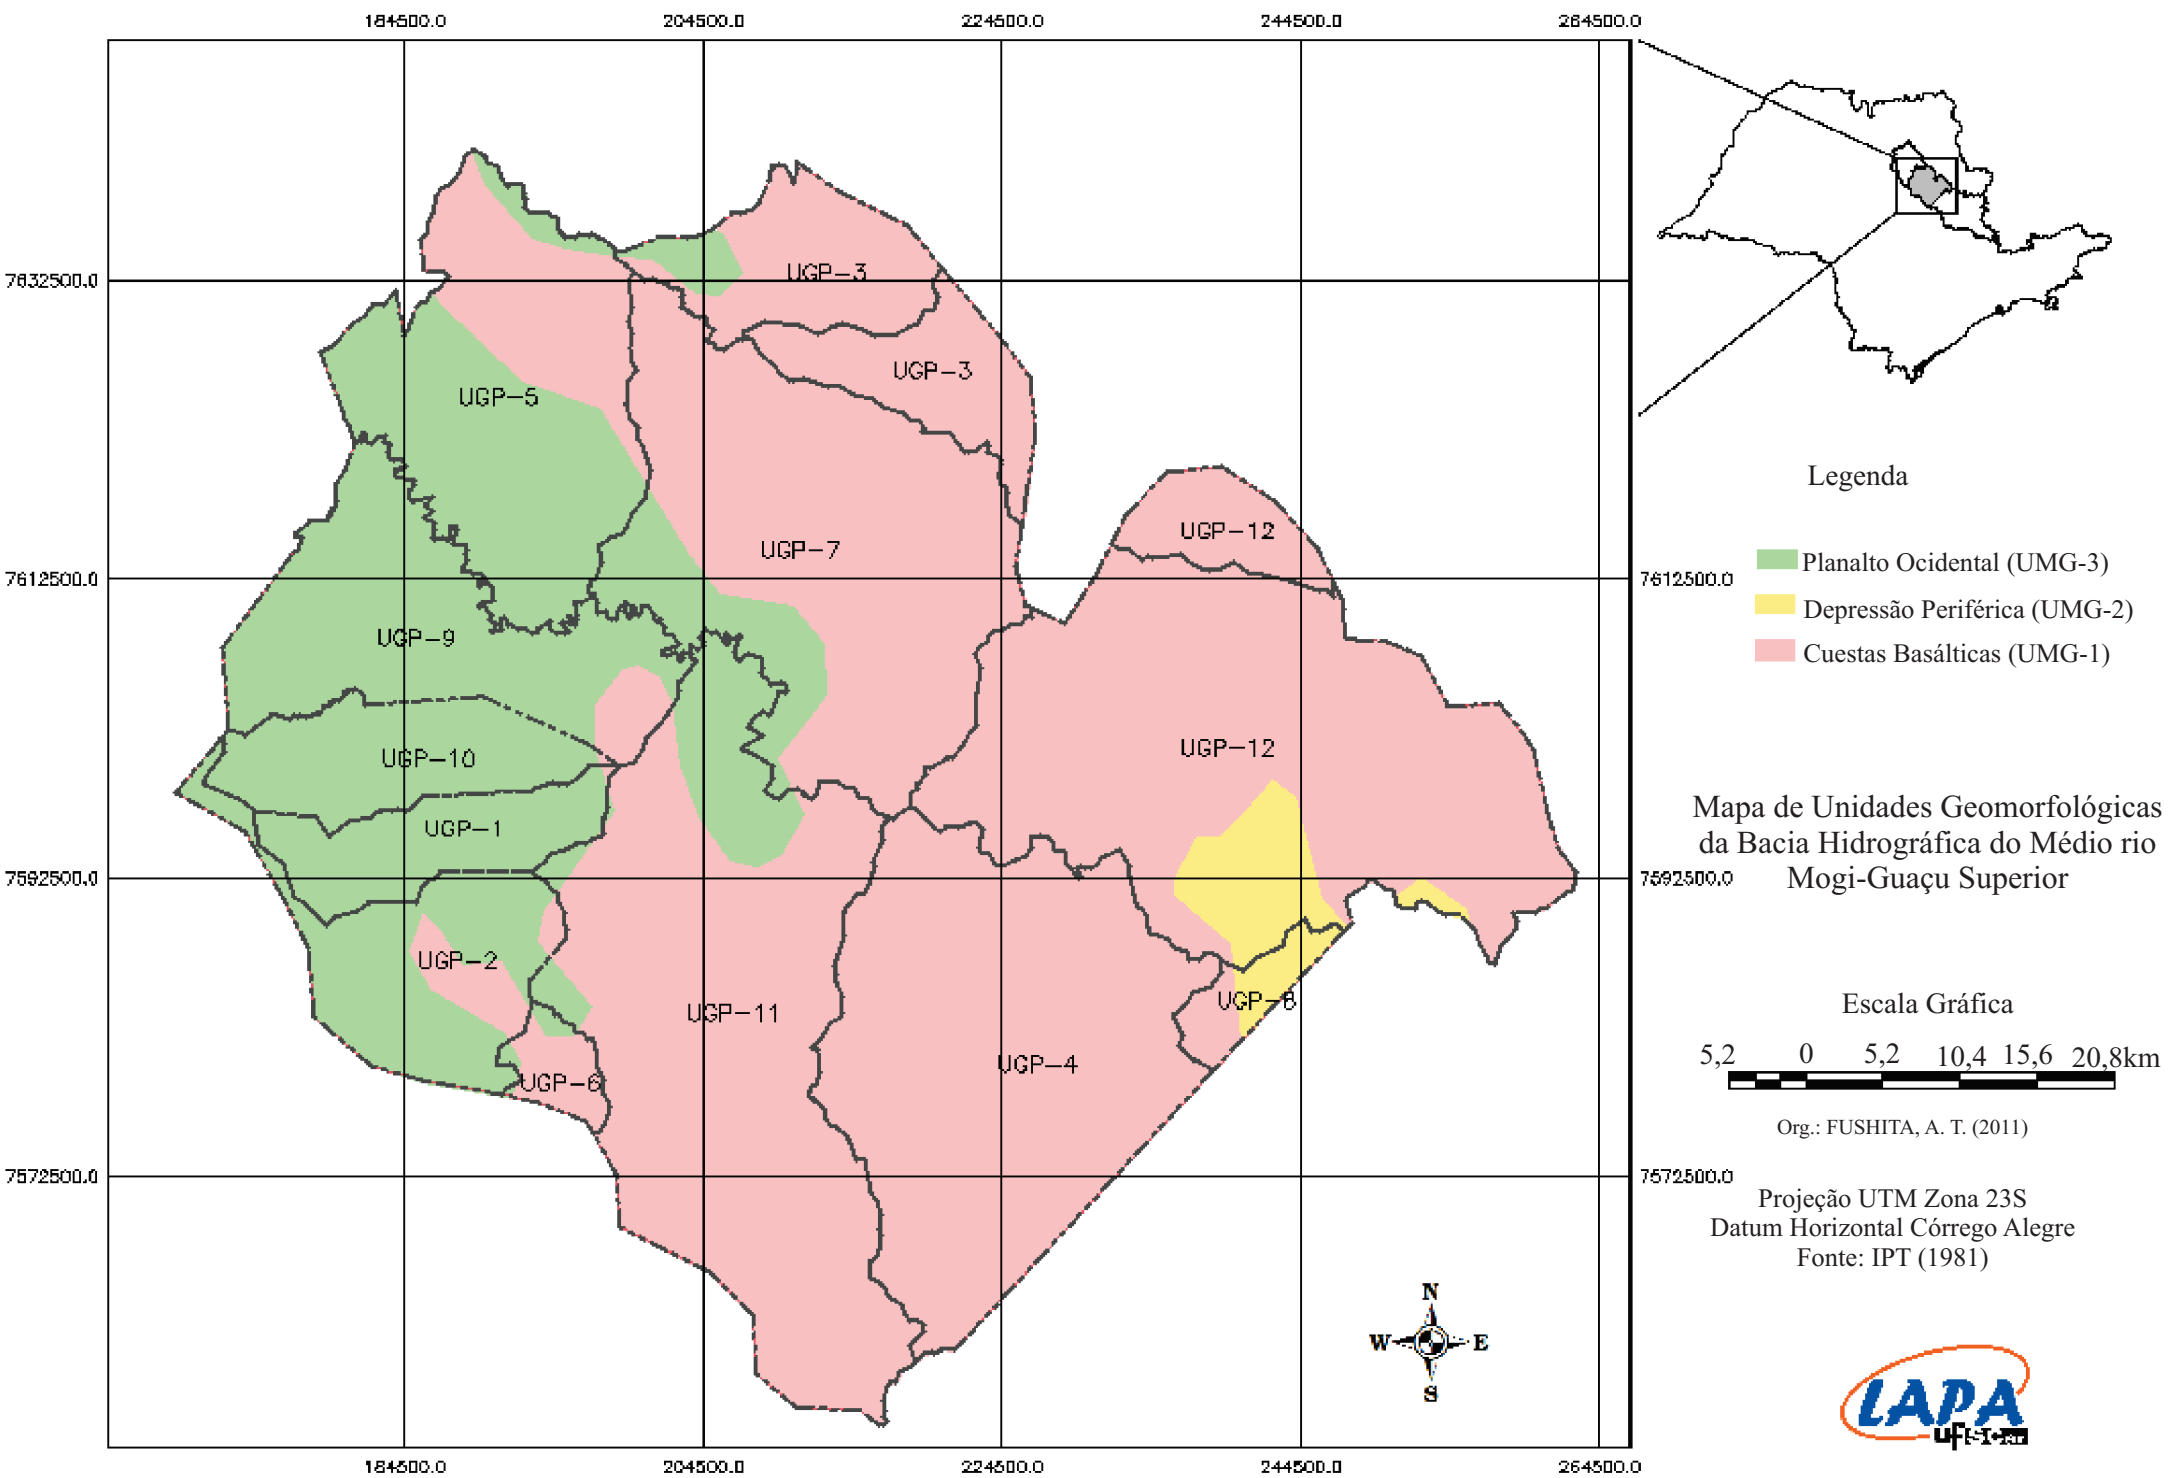 184500.0 204500.0 224500.0 244500.0 264500.0
7632500.0
7612500.0
7592500.0
7572500.0
UGP-3
UGP-3
UGP-5
UGP-12
UGP-7
UGP-9
UGP-12
UGP-10
UGP-1
UGP-2
UGP-8
UGP-11
UGP-4
UGP-6
N
W E
S
184500.0 204500.0 224500.0 244500.0 264500.0
7612500.0
7592500.0
7572500.0
Legenda
Planalto Ocidental (UMG-3)
Depressão Periférica (UMG-2)
Cuestas Basálticas (UMG-1)
Mapa de Unidades Geomorfológicas
da Bacia Hidrográfica do Médio rio
Mogi-Guaçu Superior
Escala Gráfica
5,2 0 5,2 10,4 15,6 20,8km
Org.: FUSHITA, A. T. (2011)
Projeção UTM Zona 23S
Datum Horizontal Córrego Alegre
Fonte: IPT (1981)
LAPA